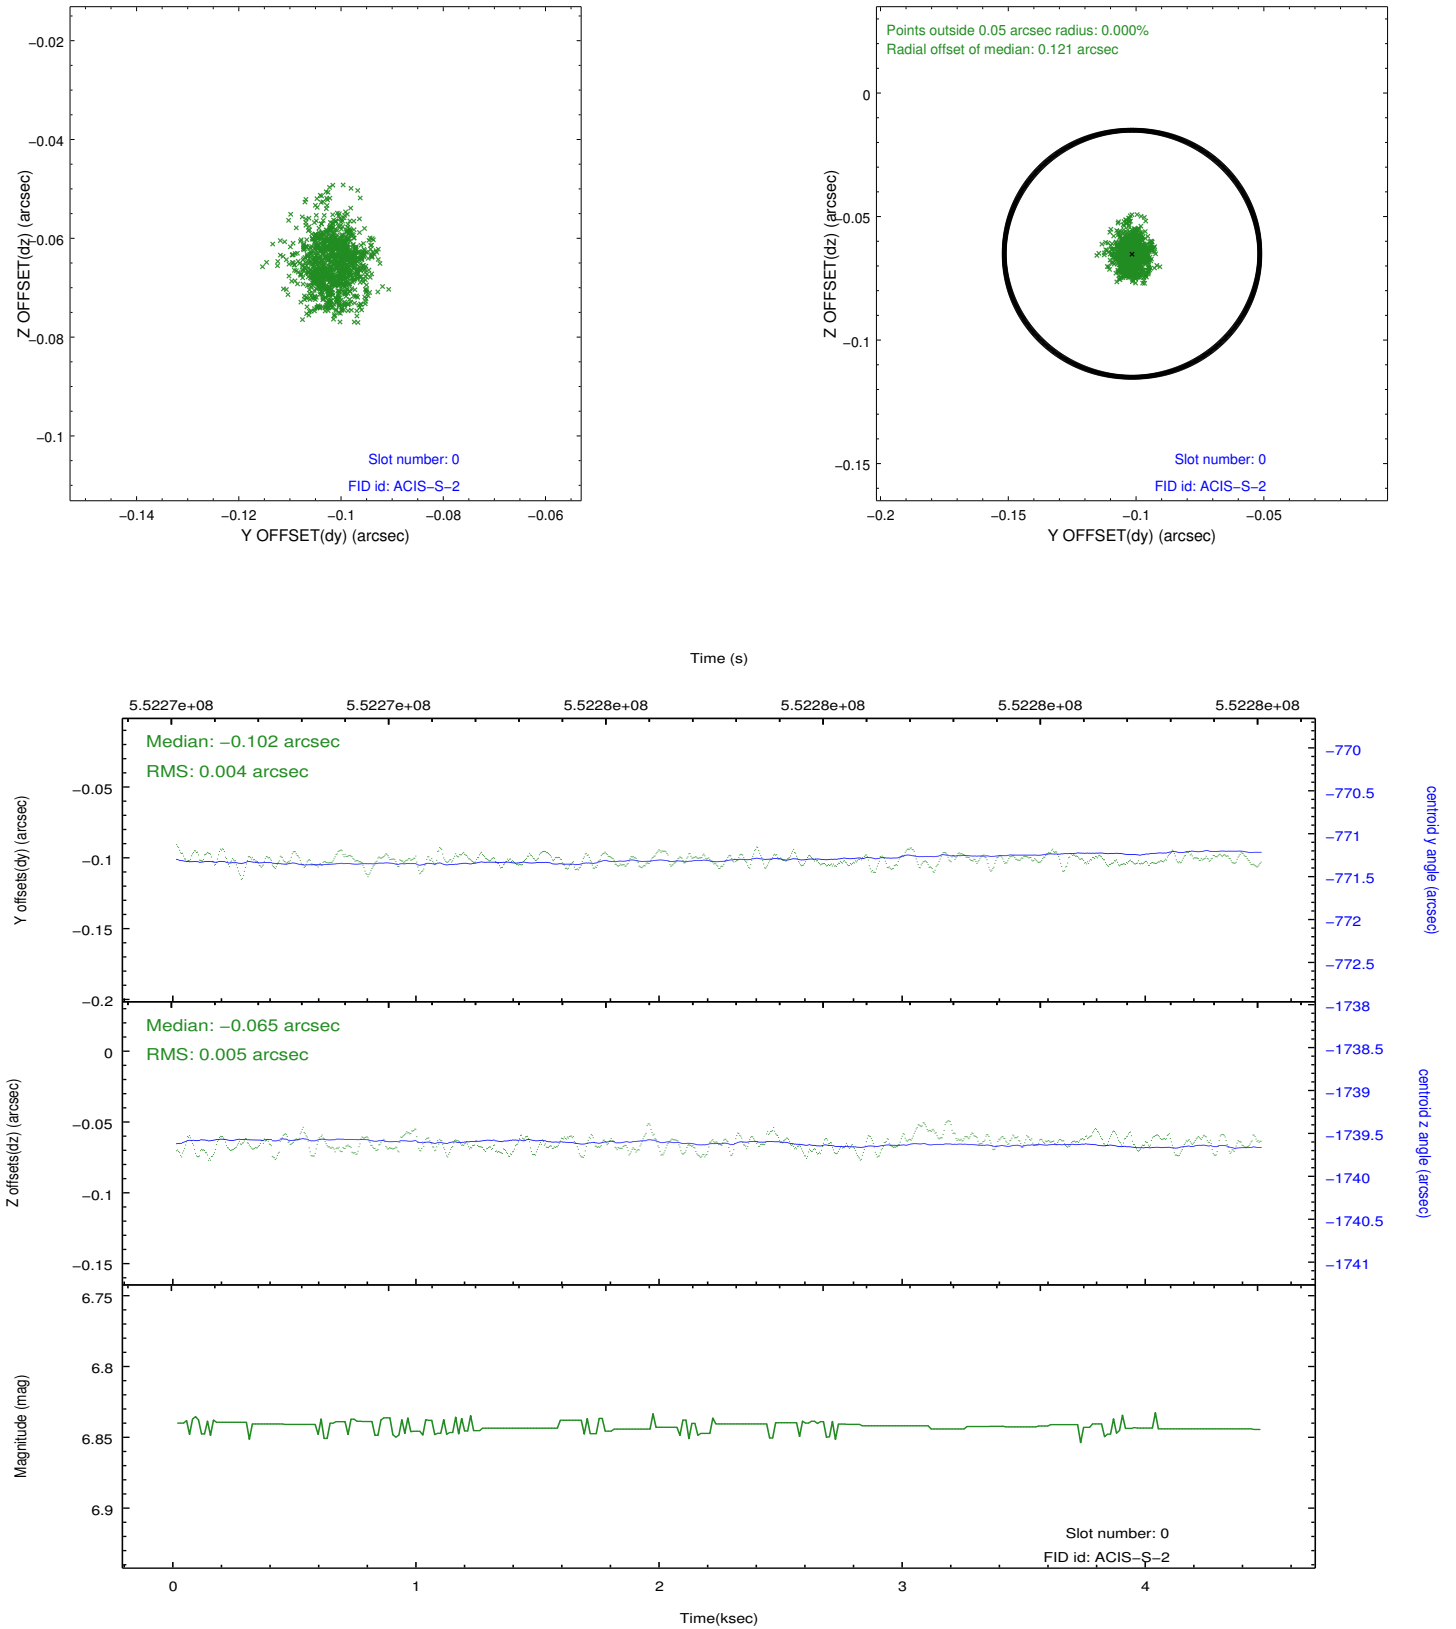 −0.02
−0.04
−0.06
−0.08
−0.1
Z OFFSET(dz) (arcsec)
Slot number: 0
FID id: ACIS−S−2
−0.14
−0.12
−0.1
−0.08
−0.06
Y OFFSET(dy) (arcsec)
Points outside 0.05 arcsec radius: 0.000%
Radial offset of median: 0.121 arcsec
0
−0.05
−0.1
−0.15
Z OFFSET(dz) (arcsec)
Slot number: 0
FID id: ACIS−S−2
−0.2
−0.15
−0.1
−0.05
Y OFFSET(dy) (arcsec)
Time (s)
5.5227e+08
5.5227e+08
5.5228e+08
5.5228e+08
5.5228e+08
5.5228e+08
Median: −0.102 arcsec
RMS: 0.004 arcsec
−0.05
−0.1
−0.15
−0.2
Y offsets(dy) (arcsec)
−770
−770.5
−771
−771.5
−772
−772.5
centroid y angle (arcsec)
Median: −0.065 arcsec
RMS: 0.005 arcsec
0
−0.05
−0.1
−0.15
Z offsets(dz) (arcsec)
−1738
−1738.5
−1739
−1739.5
−1740
−1740.5
−1741
centroid z angle (arcsec)
6.75
6.8
6.85
6.9
Magnitude (mag)
Slot number: 0
FID id: ACIS−S−2
0
1
2
3
4
Time(ksec)